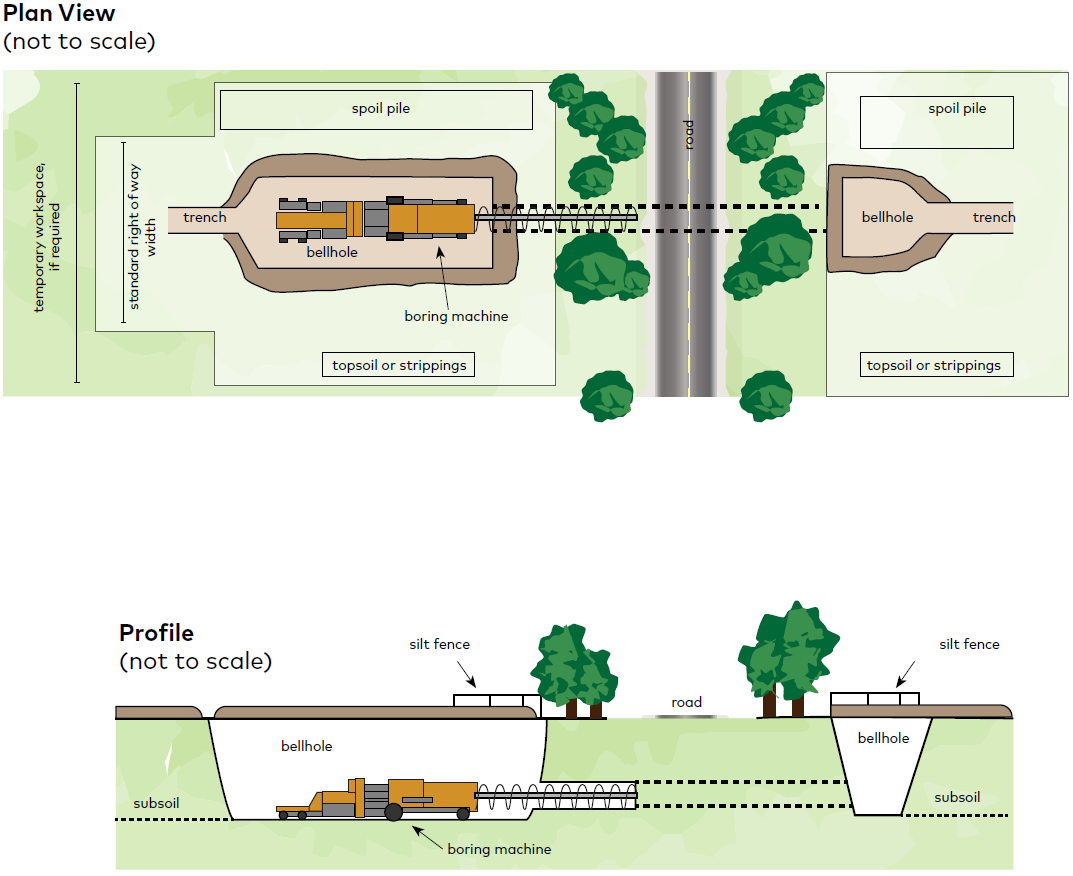 Plan View
(not to scale)
spoil pile
spoil pile
road
temporary workspace,
if required
standard right of way
width
trench
bellhole
bellhole
trench
boring machine
topsoil or strippings
topsoil or strippings
Profile
(not to scale)
silt fence
silt fence
road
bellhole
bellhole
subsoil
subsoil
boring machine